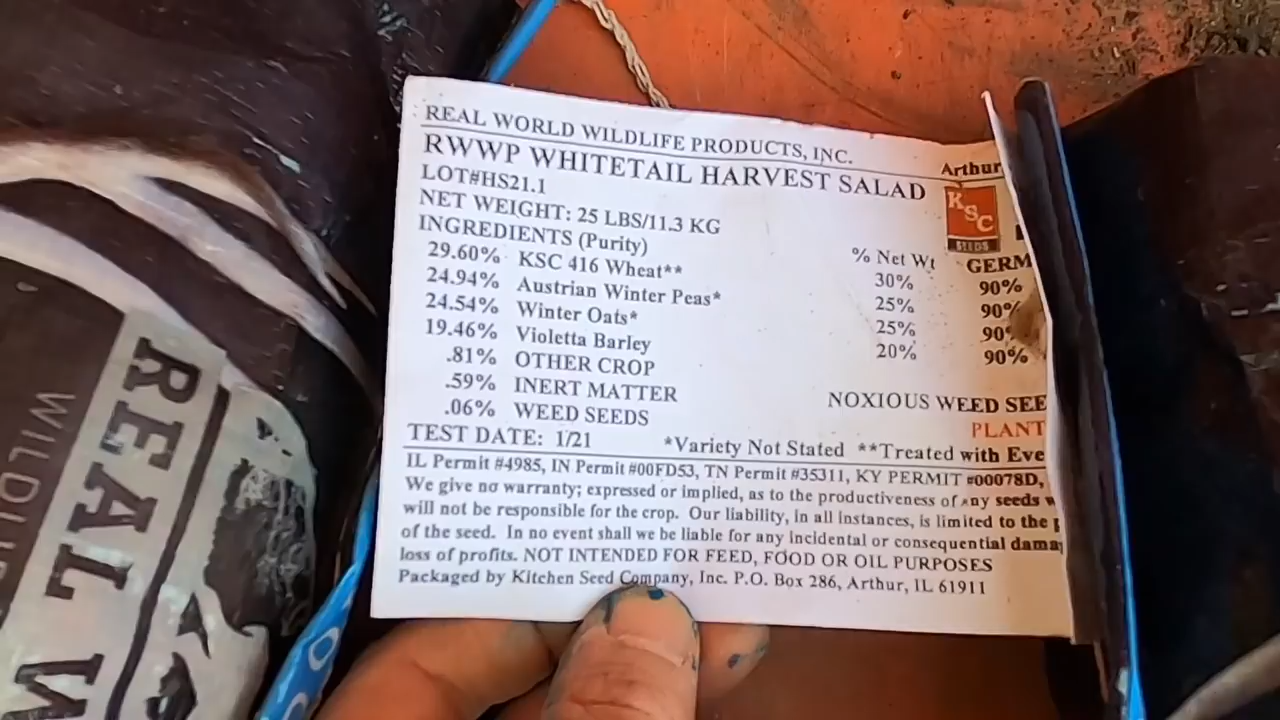 REAL WORLD WILDLIFE PRODUCTS, INC.
RWWP WHITETAIL HARVEST SALAD
Arthur
KSC
SEEDS
LOT#HS21.1
NET WEIGHT: 25 LBS/11.3 KG
INGREDIENTS (Purity) % Net Wt GERM
29.60% KSC 416 Wheat** 30% 90%
24.94% Austrian Winter Peas* 25% 90%
24.54% Winter Oats* 25% 90%
19.46% Violetta Barley 20% 90%
.81% OTHER CROP
.59% INERT MATTER
.06% WEED SEEDS
NOXIOUS WEED SEE
PLANT
TEST DATE: 1/21 *Variety Not Stated **Treated with Eve
IL Permit #4985, IN Permit #00FD53, TN Permit #35311, KY PERMIT #00078D,
We give no warranty; expressed or implied, as to the productiveness of any seeds w
will not be responsible for the crop. Our liability, in all instances, is limited to the p
of the seed. In no event shall we be liable for any incidental or consequential dama
loss of profits. NOT INTENDED FOR FEED, FOOD OR OIL PURPOSES
Packaged by Kitchen Seed Company, Inc. P.O. Box 286, Arthur, IL 61911
REAL W